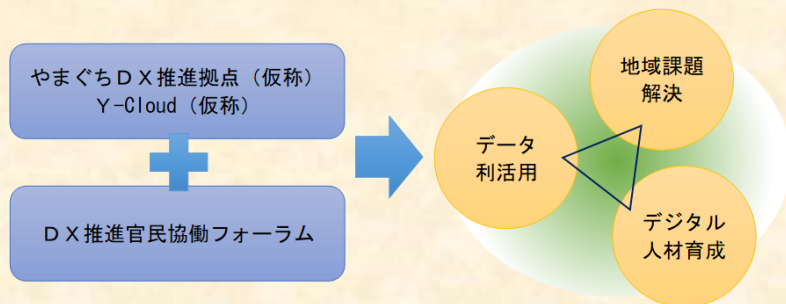 やまぐちＤＸ推進拠点（仮称）
Ｙ-Cloud（仮称）
ＤＸ推進官民協働フォーラム
データ
利活用
地域課題
解決
デジタル
人材育成